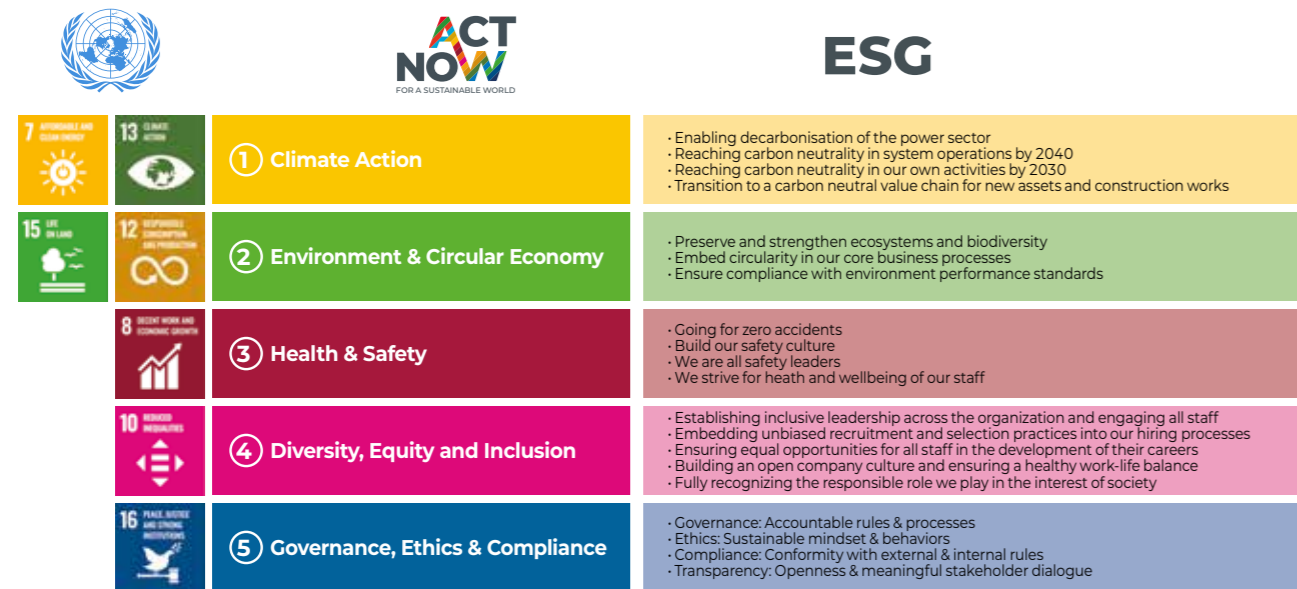 ACT
NOW
FOR A SUSTAINABLE WORLD
ESG
7 AFFORDABLE AND
CLEAN ENERGY
13 CLIMATE
ACTION
1 Climate Action
· Enabling decarbonisation of the power sector
· Reaching carbon neutrality in system operations by 2040
· Reaching carbon neutrality in our own activities by 2030
· Transition to a carbon neutral value chain for new assets and construction works
15 LIFE
ON LAND
12 RESPONSIBLE
CONSUMPTION
AND PRODUCTION
2 Environment & Circular Economy
· Preserve and strengthen ecosystems and biodiversity
· Embed circularity in our core business processes
· Ensure compliance with environment performance standards
8 DECENT WORK AND
ECONOMIC GROWTH
3 Health & Safety
· Going for zero accidents
· Build our safety culture
· We are all safety leaders
· We strive for heath and wellbeing of our staff
10 REDUCED
INEQUALITIES
4 Diversity, Equity and Inclusion
· Establishing inclusive leadership across the organization and engaging all staff
· Embedding unbiased recruitment and selection practices into our hiring processes
· Ensuring equal opportunities for all staff in the development of their careers
· Building an open company culture and ensuring a healthy work-life balance
· Fully recognizing the responsible role we play in the interest of society
16 PEACE, JUSTICE
AND STRONG
INSTITUTIONS
5 Governance, Ethics & Compliance
· Governance: Accountable rules & processes
· Ethics: Sustainable mindset & behaviors
· Compliance: Conformity with external & internal rules
· Transparency: Openness & meaningful stakeholder dialogue